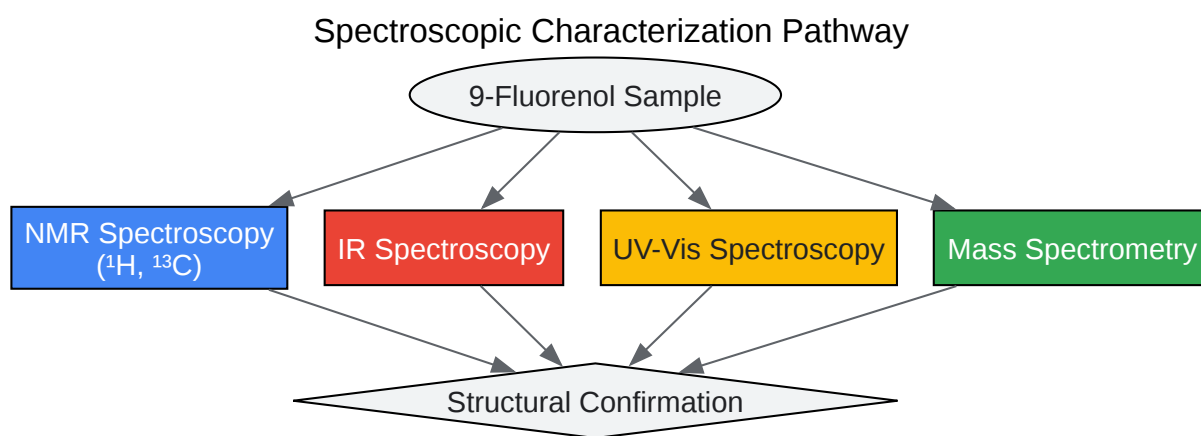 Spectroscopic Characterization Pathway
9-Fluorenol Sample
NMR Spectroscopy
(¹H, ¹³C)
IR Spectroscopy
UV-Vis Spectroscopy
Mass Spectrometry
Structural Confirmation